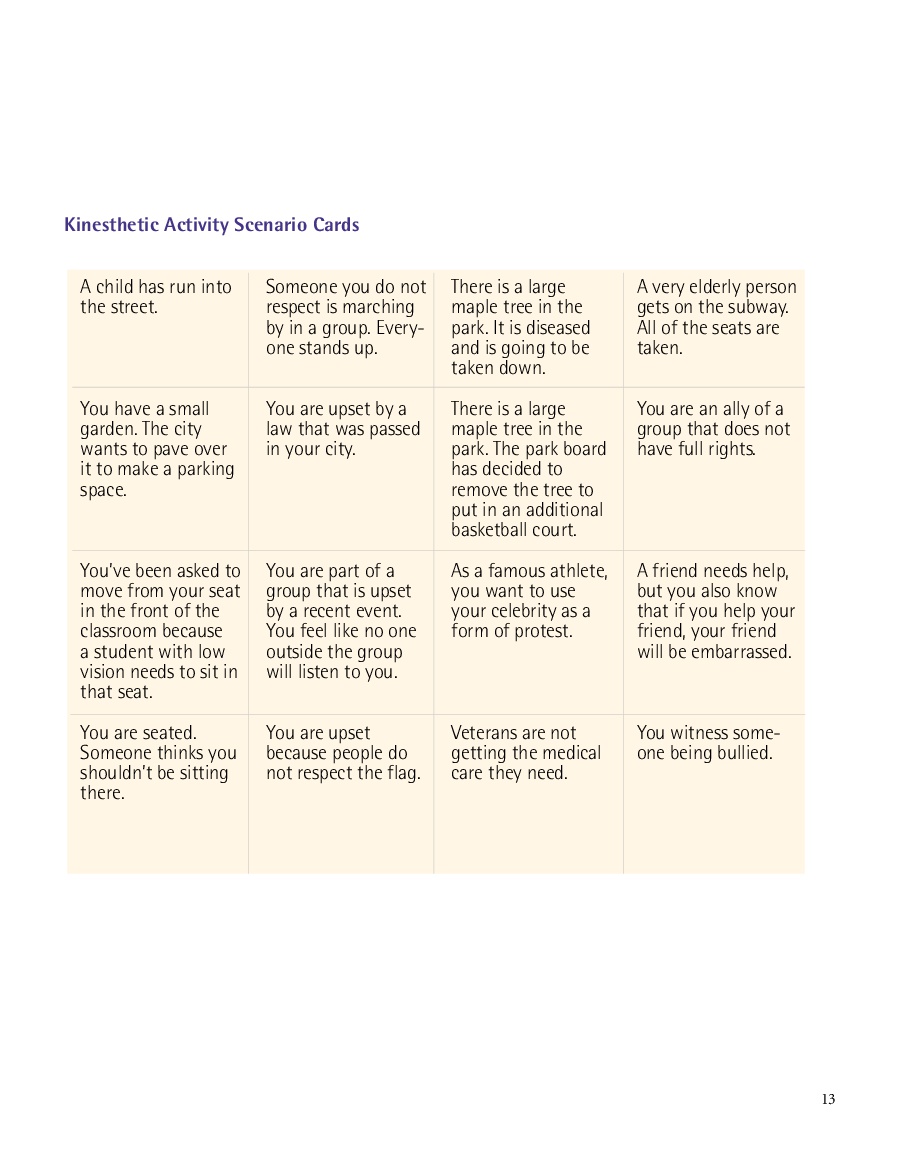 Kinesthetic Activity Scenario Cards
A child has run into
the street.
Someone you do not
respect is marching
by in a group. Every-
one stands up.
There is a large
maple tree in the
park. It is diseased
and is going to be
taken down.
A very elderly person
gets on the subway.
All of the seats are
taken.
You have a small
garden. The city
wants to pave over
it to make a parking
space.
You are upset by a
law that was passed
in your city.
There is a large
maple tree in the
park. The park board
has decided to
remove the tree to
put in an additional
basketball court.
You are an ally of a
group that does not
have full rights.
You’ve been asked to
move from your seat
in the front of the
classroom because
a student with low
vision needs to sit in
that seat.
You are part of a
group that is upset
by a recent event.
You feel like no one
outside the group
will listen to you.
As a famous athlete,
you want to use
your celebrity as a
form of protest.
A friend needs help,
but you also know
that if you help your
friend, your friend
will be embarrassed.
You are seated.
Someone thinks you
shouldn’t be sitting
there.
You are upset
because people do
not respect the flag.
Veterans are not
getting the medical
care they need.
You witness some-
one being bullied.
13